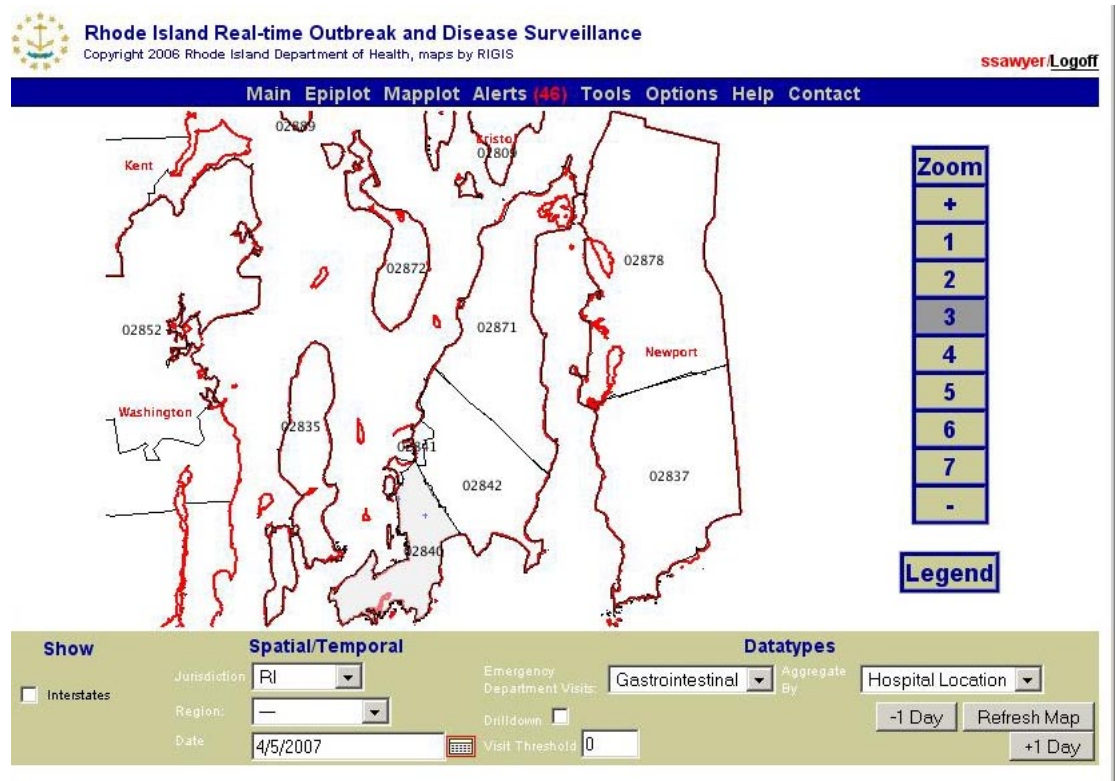 Rhode Island Real-time Outbreak and Disease Surveillance
Copyright 2006 Rhode Island Department of Health, maps by RIGIS
ssawyer/Logoff
Main Epiplot Mapplot Alerts (46) Tools Options Help Contact
02889
Bristol
02809
Kent
02878
02872
02852
02871
Newport
Washington
02835
02841
02842
02837
02840
Zoom
+
1
2
3
4
5
6
7
-
Legend
Show
Interstates
Spatial/Temporal
Jurisdiction RI
Region: —
Date 4/5/2007
Datatypes
Emergency
Department Visits: Gastrointestinal
Aggregate
By Hospital Location
Drilldown
Visit Threshold 0
-1 Day Refresh Map
+1 Day